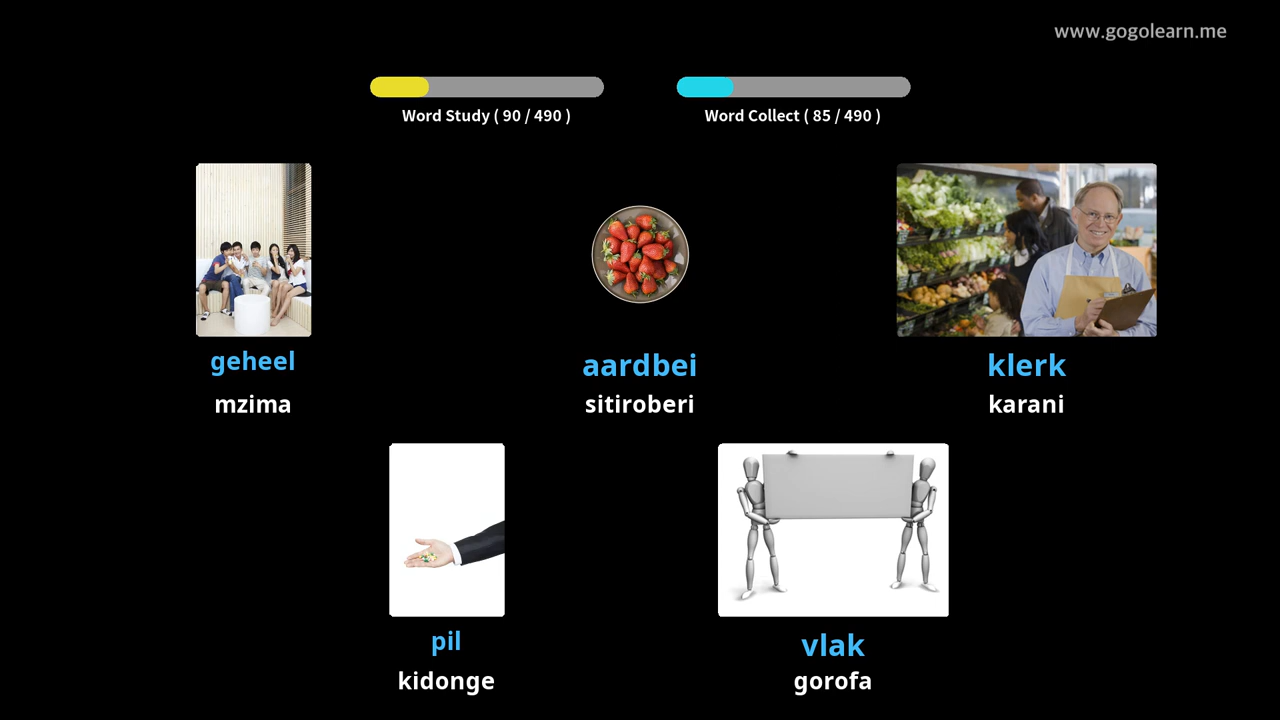 www.gogolearn.me
Word Study ( 90 / 490 )
Word Collect ( 85 / 490 )
geheel
mzima
aardbei
sitiroberi
klerk
karani
pil
kidonge
vlak
gorofa